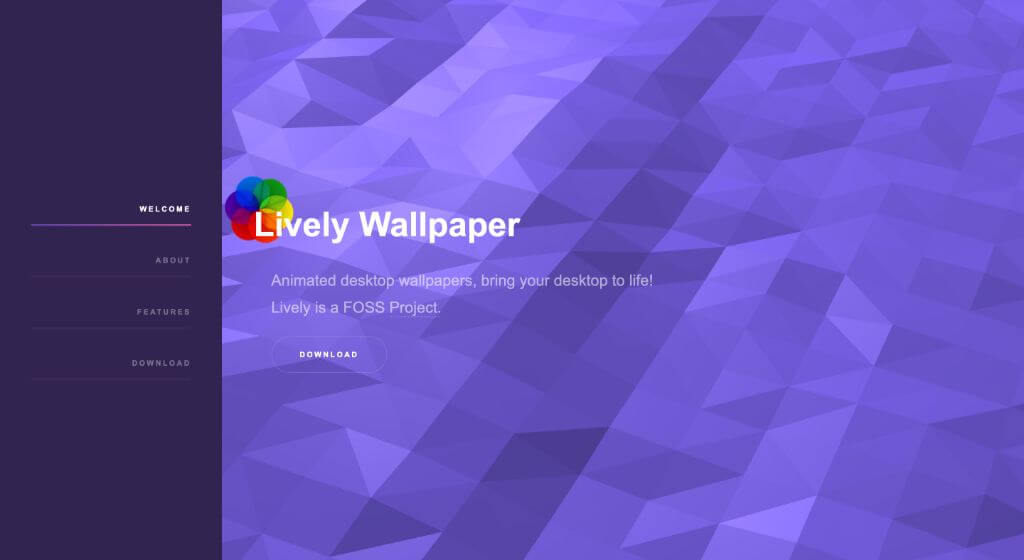 WELCOME
ABOUT
FEATURES
DOWNLOAD
Lively Wallpaper
Animated desktop wallpapers, bring your desktop to life!
Lively is a FOSS Project.
DOWNLOAD